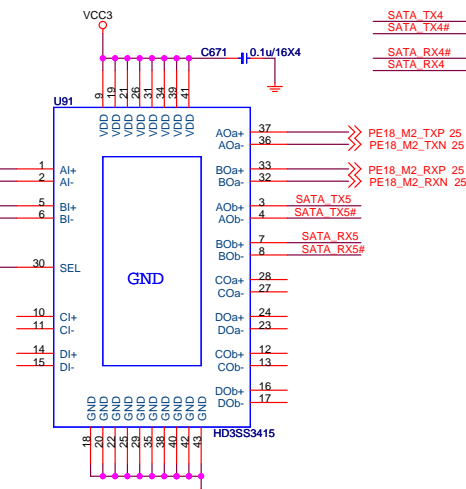 VCC3
SATA_TX4
SATA_TX4#
C671 0.1u/16X4
SATA_RX4#
SATA_RX4
9 19 21 26 31 34 39 41
U91
VDD VDD VDD VDD VDD VDD VDD VDD
AOa+ 37 PE18_M2_TXP 25
AOa- 36 PE18_M2_TXN 25
1 AI+ BOa+ 33 PE18_M2_RXP 25
2 AI- BOa- 32 PE18_M2_RXN 25
5 BI+ AOb+ 3 SATA_TX5
6 BI- AOb- 4 SATA_TX5#
BOb+ 7 SATA_RX5
BOb- 8 SATA_RX5#
30 SEL
GND
COa+ 28
COa- 27
10 CI+ DOa+ 24
11 CI- DOa- 23
14 DI+ COb+ 12
15 DI- COb- 13
DOb+ 16
DOb- 17
GND GND GND GND GND GND GND GND GND GND
HD3SS3415
18 20 22 25 29 35 38 40 42 43